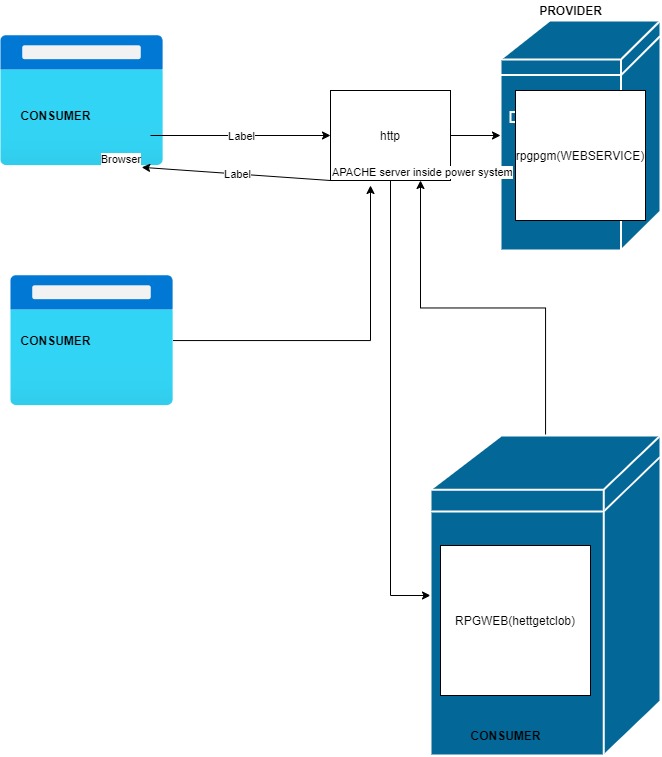 PROVIDER
CONSUMER
Label
http
Browser
Label
APACHE server inside power system
rpgpgm(WEBSERVICE)
CONSUMER
RPGWEB(hettgetclob)
CONSUMER